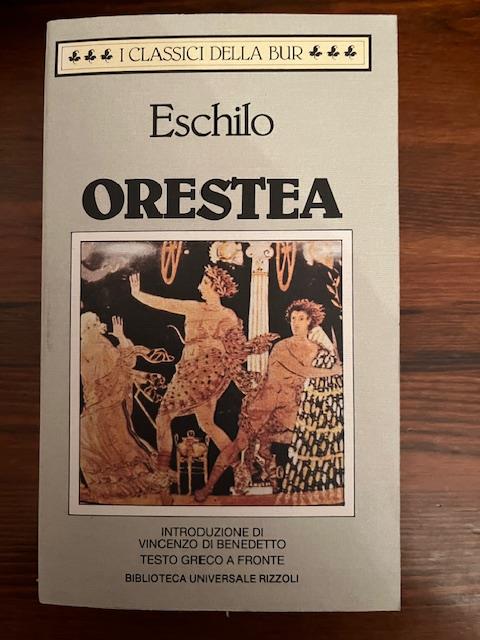 I CLASSICI DELLA BUR
Eschilo
ORESTEA
INTRODUZIONE DI
VINCENZO DI BENEDETTO
TESTO GRECO A FRONTE
BIBLIOTECA UNIVERSALE RIZZOLI